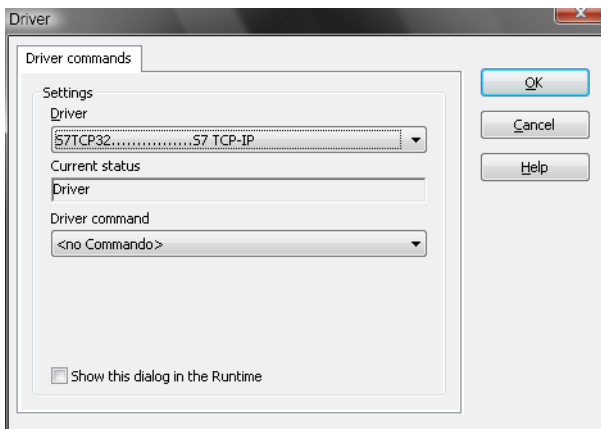 Driver
Driver commands
Settings
Driver
S7TCP32................S7 TCP-IP
Current status
Driver
Driver command
<no Commando>
Show this dialog in the Runtime
OK
Cancel
Help